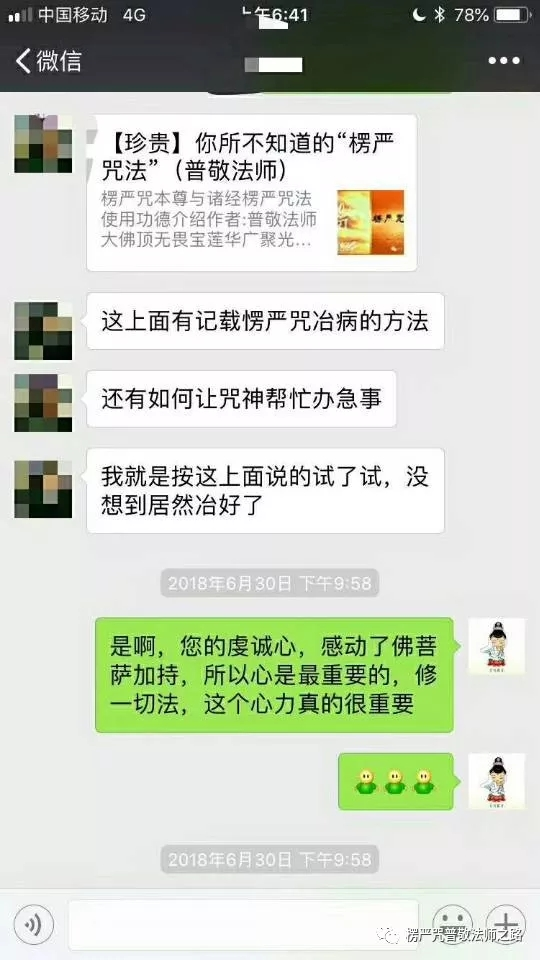 中国移动 4G 上午6:41 78%
微信
【珍贵】你所不知道的“楞严
咒法”（普敬法师）
楞严咒本尊与诸经楞严咒法
使用功德介绍作者:普敬法师
大佛顶无畏宝莲华广聚光...
楞严咒
这上面有记载愣严咒冶病的方法
还有如何让咒神帮忙办急事
我就是按这上面说的试了试，没
想到居然冶好了
2018年6月30日 下午9:58
是啊，您的虔诚心，感动了佛菩
萨加持，所以心是最重要的，修
一切法，这个心力真的很重要
2018年6月30日 下午9:58
楞严咒普敬法师之路